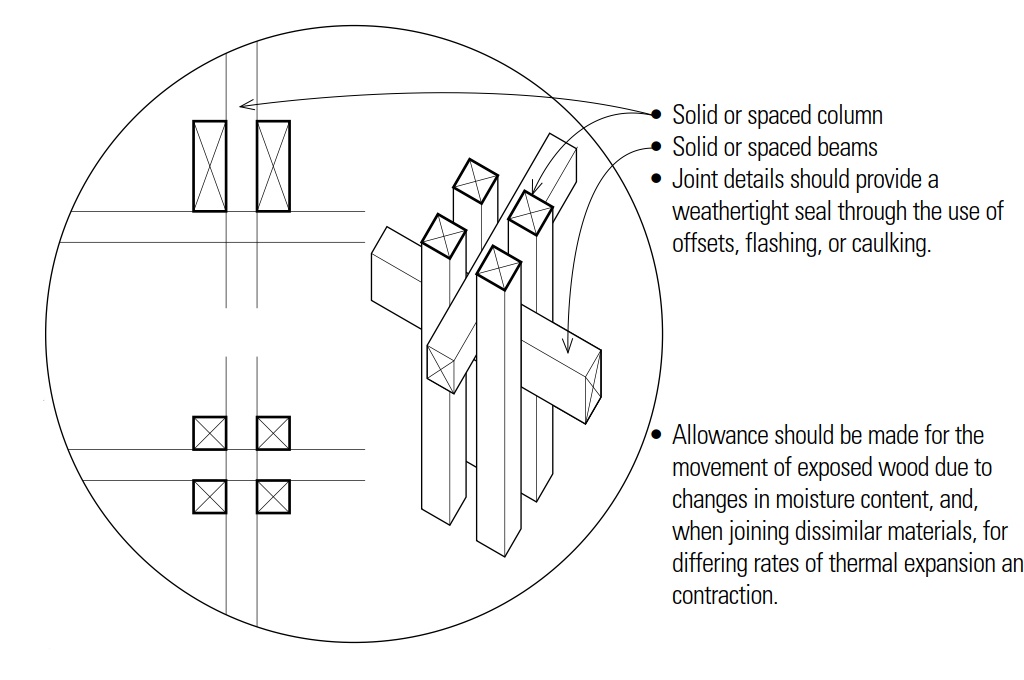 • Solid or spaced column
• Solid or spaced beams
• Joint details should provide a
weathertight seal through the use of
offsets, flashing, or caulking.
• Allowance should be made for the
movement of exposed wood due to
changes in moisture content, and,
when joining dissimilar materials, for
differing rates of thermal expansion an
contraction.